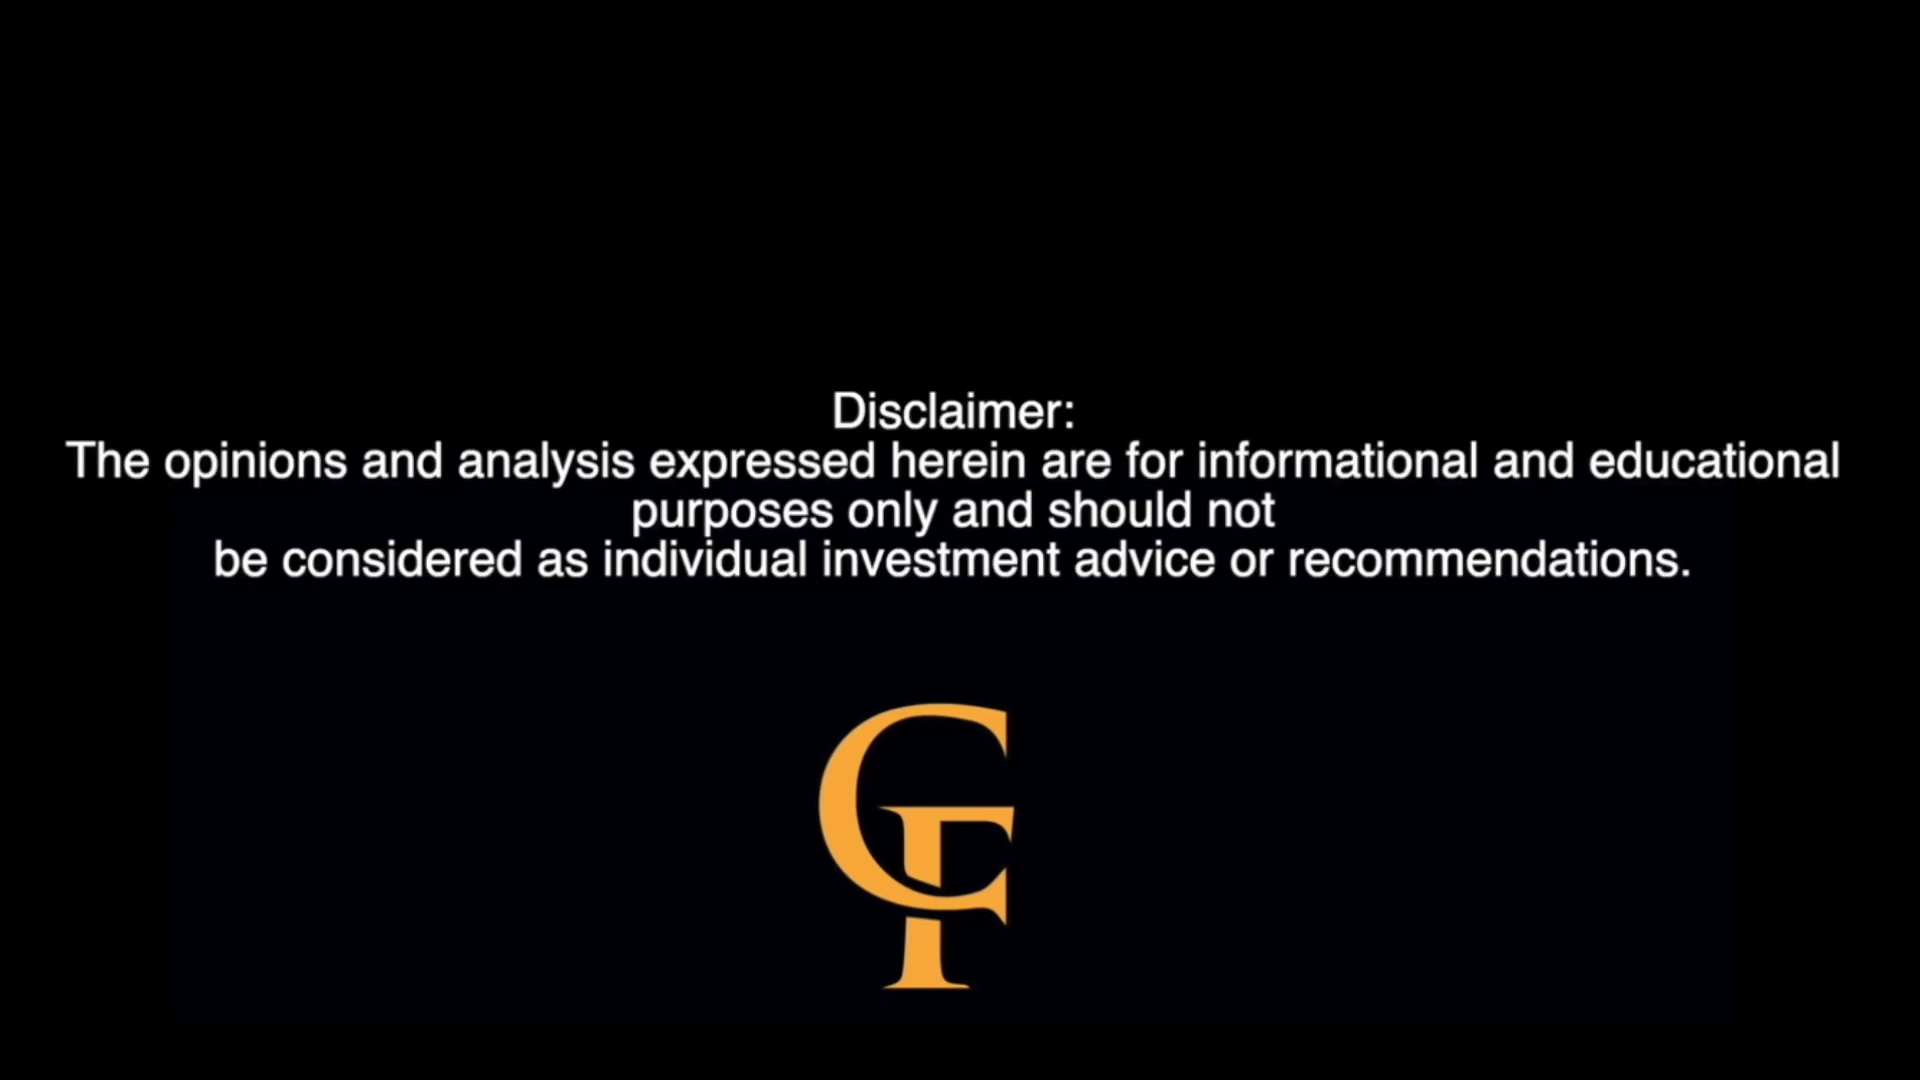 Disclaimer:
The opinions and analysis expressed herein are for informational and educational
purposes only and should not
be considered as individual investment advice or recommendations.
CF